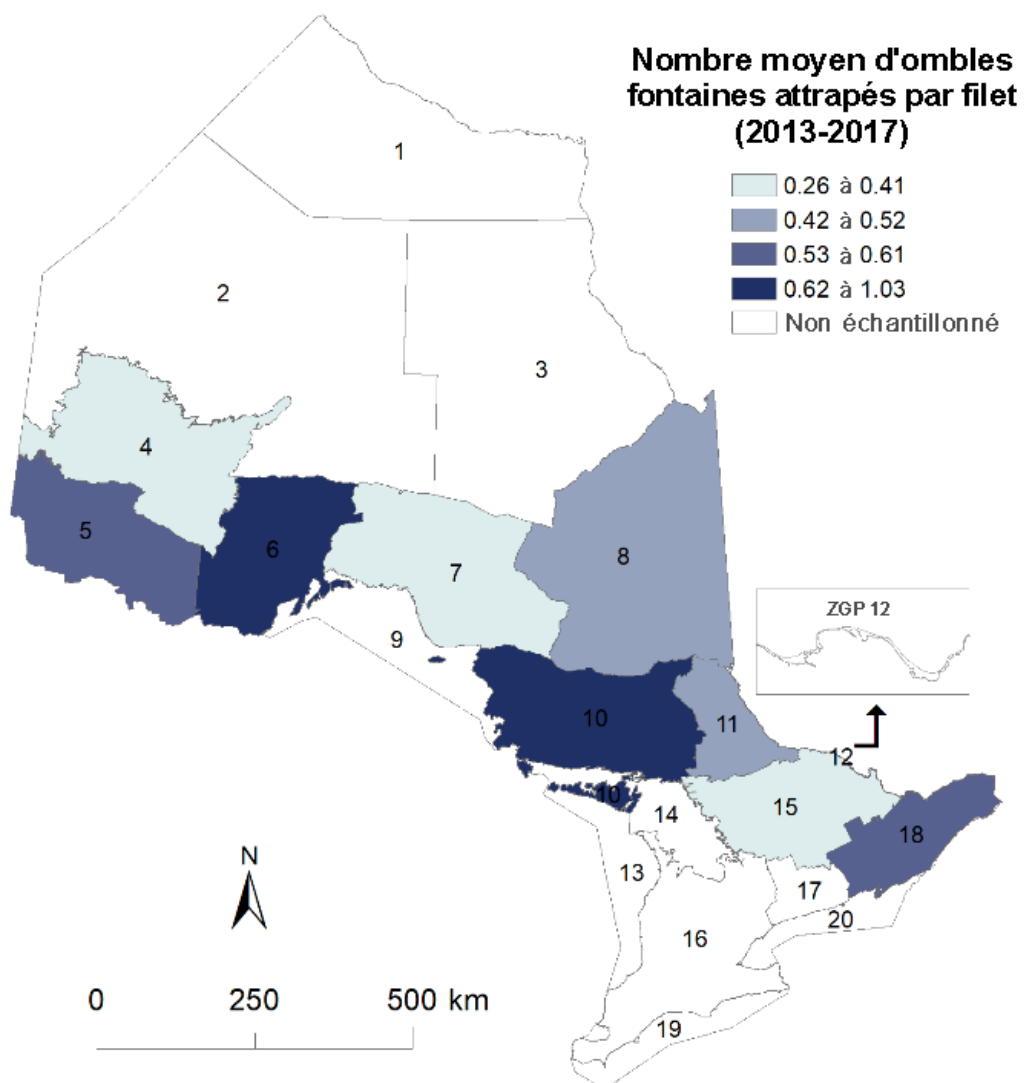 Nombre moyen d'ombles
fontaines attrapés par filet
(2013-2017)
0.26 à 0.41
0.42 à 0.52
0.53 à 0.61
0.62 à 1.03
Non échantillonné
1
2
3
4
5
6
7
8
9
ZGP 12
10
11
12
10
14
15
18
13
17
20
16
19
N
0
250
500 km